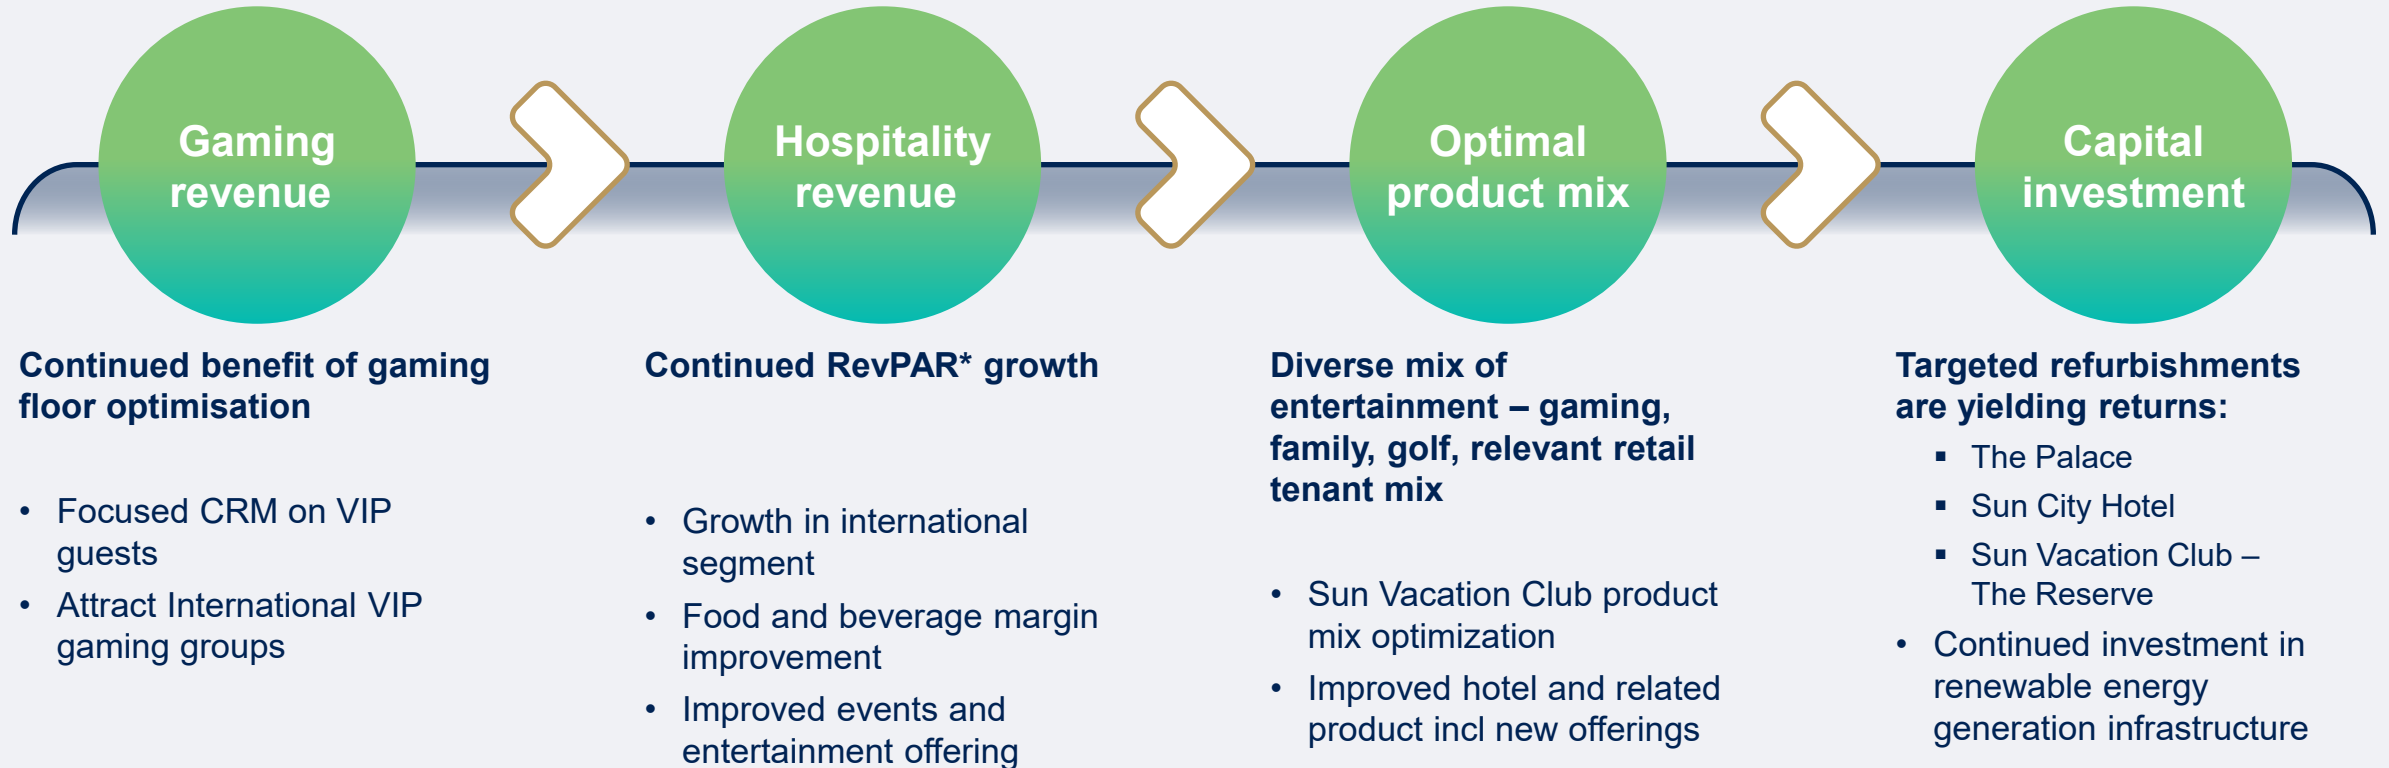 Gaming
revenue
Hospitality
revenue
Optimal
product mix
Capital
investment
Continued benefit of gaming
floor optimisation
• Focused CRM on VIP
guests
• Attract International VIP
gaming groups
Continued RevPAR* growth
• Growth in international
segment
• Food and beverage margin
improvement
• Improved events and
entertainment offering
Diverse mix of
entertainment – gaming,
family, golf, relevant retail
tenant mix
• Sun Vacation Club product
mix optimization
• Improved hotel and related
product incl new offerings
Targeted refurbishments
are yielding returns:
▪ The Palace
▪ Sun City Hotel
▪ Sun Vacation Club –
The Reserve
• Continued investment in
renewable energy
generation infrastructure